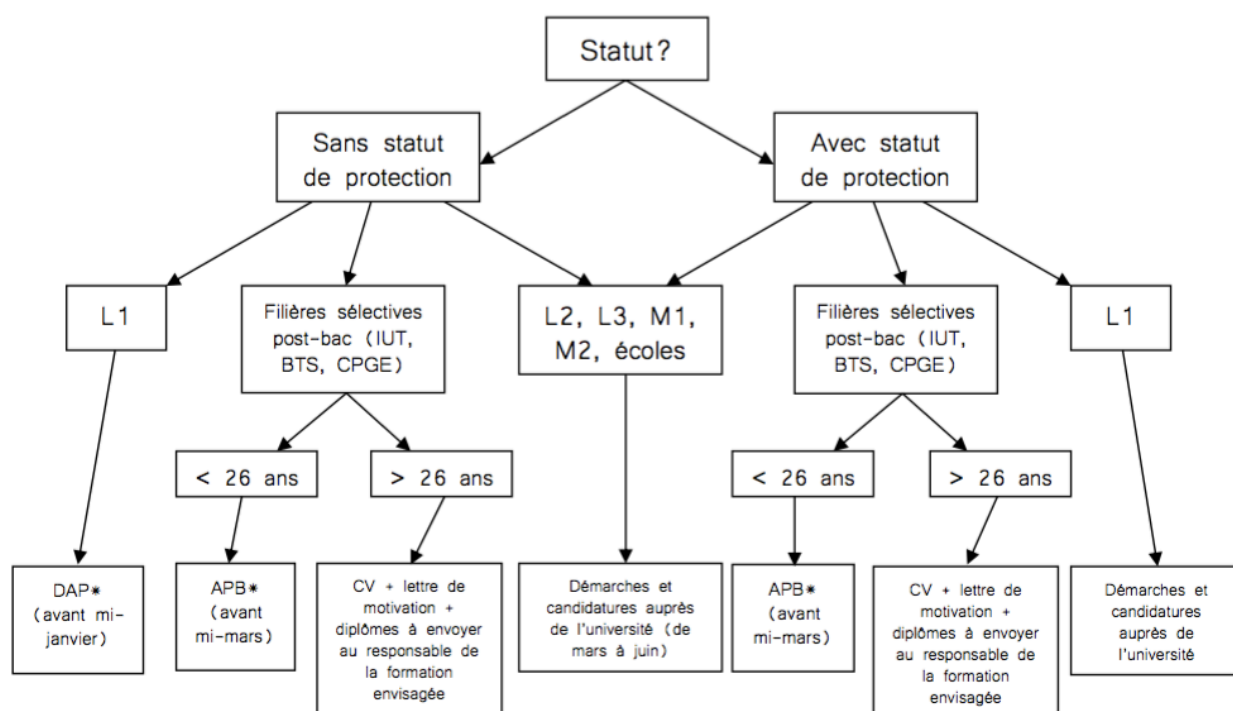 Statut?
Sans statut
de protection
Avec statut
de protection
L1
Filières sélectives
post-bac (IUT,
BTS, CPGE)
L2, L3, M1,
M2, écoles
Filières sélectives
post-bac (IUT,
BTS, CPGE)
L1
< 26 ans
> 26 ans
< 26 ans
> 26 ans
DAP*
(avant mi-
janvier)
APB*
(avant
mi-mars)
CV + lettre de
motivation +
diplômes à envoyer
au responsable de
la formation
envisagée
Démarches et
candidatures auprès
de l'université (de
mars à juin)
APB*
(avant
mi-mars)
CV + lettre de
motivation +
diplômes à envoyer
au responsable de
la formation
envisagée
Démarches et
candidatures
auprès de
l'université